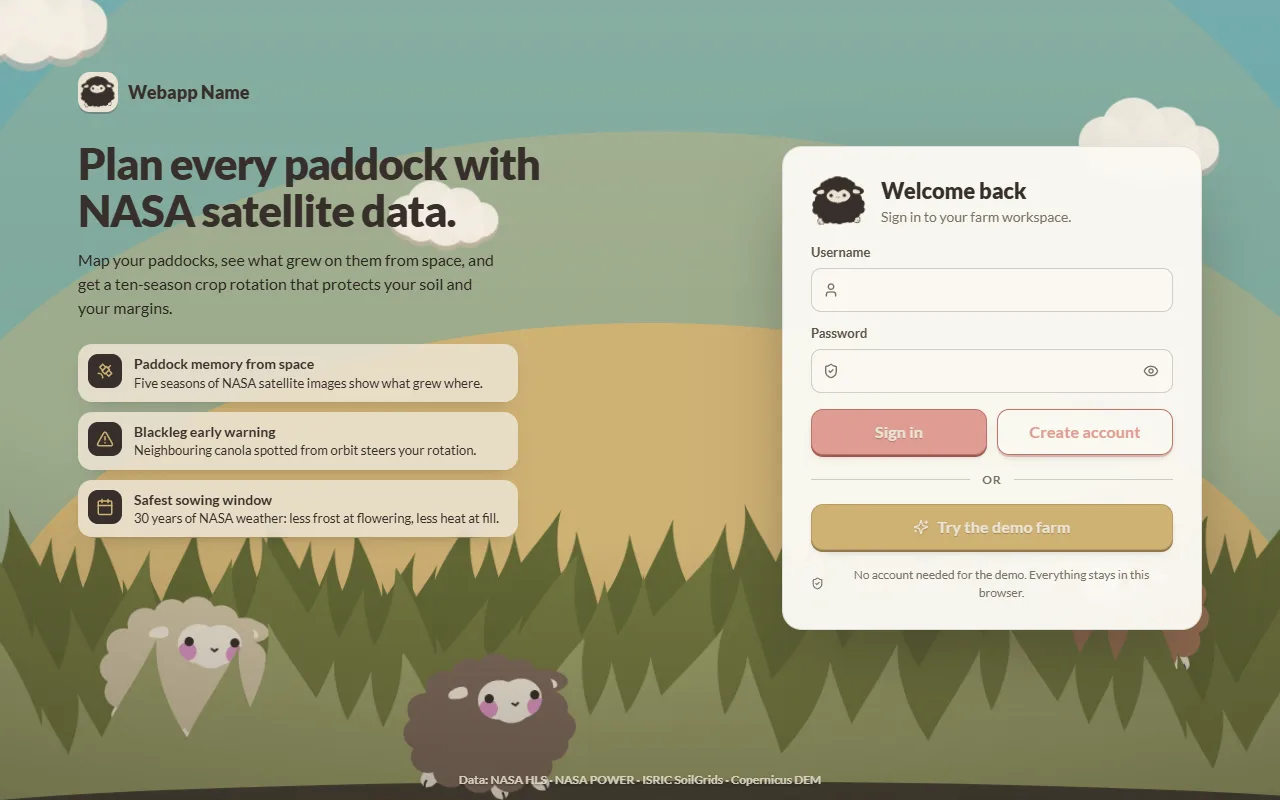 Webapp Name
Plan every paddock with
NASA satellite data.
Map your paddocks, see what grew on them from space, and
get a ten-season crop rotation that protects your soil and
your margins.
Paddock memory from space
Five seasons of NASA satellite images show what grew where.
Blackleg early warning
Neighbouring canola spotted from orbit steers your rotation.
Safest sowing window
30 years of NASA weather: less frost at flowering, less heat at fill.
Welcome back
Sign in to your farm workspace.
Username
Password
Sign in
Create account
OR
Try the demo farm
No account needed for the demo. Everything stays in this
browser.
Data: NASA HLS · NASA POWER · ISRIC SoilGrids · Copernicus DEM